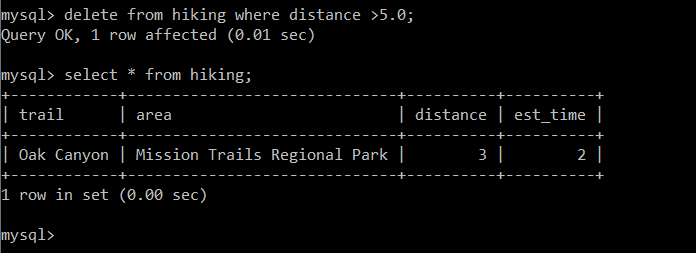 mysql> delete from hiking where distance >5.0;
Query OK, 1 row affected (0.01 sec)
mysql> select * from hiking;
+------------+-------------------------------+----------+----------+
| trail      | area                          | distance | est_time |
+------------+-------------------------------+----------+----------+
| Oak Canyon | Mission Trails Regional Park |        3 |        2 |
+------------+-------------------------------+----------+----------+
1 row in set (0.00 sec)
mysql>